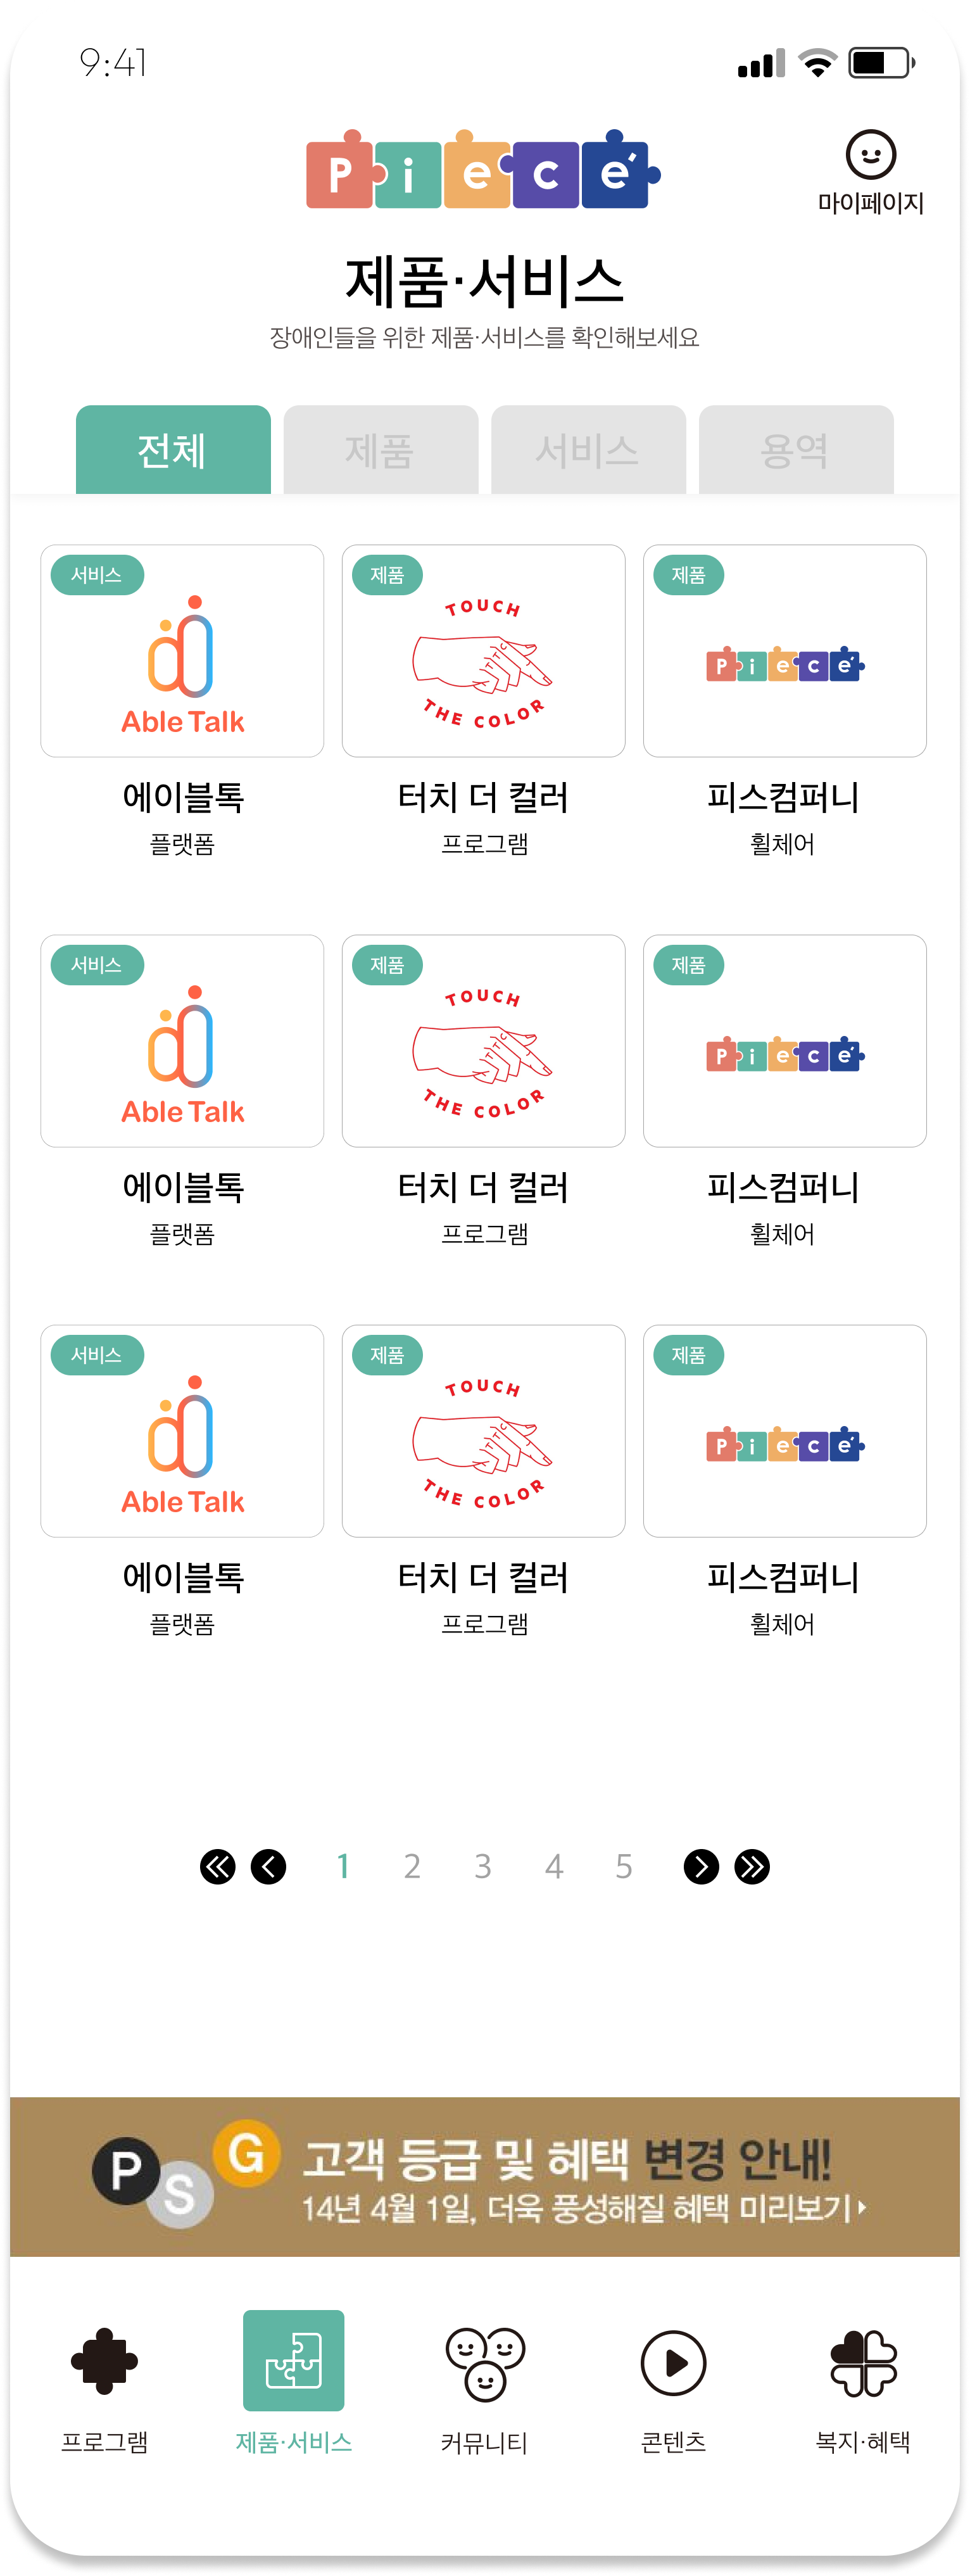 9:41
Piecé
마이페이지
제품·서비스
장애인들을 위한 제품·서비스를 확인해보세요
전체 제품 서비스 용역
서비스 제품 제품
Able Talk
TOUCH
TTC
THE COLOR
Piecé
에이블톡 터치 더 컬러 피스컴퍼니
플랫폼 프로그램 휠체어
서비스 제품 제품
Able Talk
TOUCH
TTC
THE COLOR
Piecé
에이블톡 터치 더 컬러 피스컴퍼니
플랫폼 프로그램 휠체어
서비스 제품 제품
Able Talk
TOUCH
TTC
THE COLOR
Piecé
에이블톡 터치 더 컬러 피스컴퍼니
플랫폼 프로그램 휠체어
1 2 3 4 5
PSG
고객 등급 및 혜택 변경 안내!
14년 4월 1일, 더욱 풍성해질 혜택 미리보기
프로그램 제품·서비스 커뮤니티 콘텐츠 복지·혜택